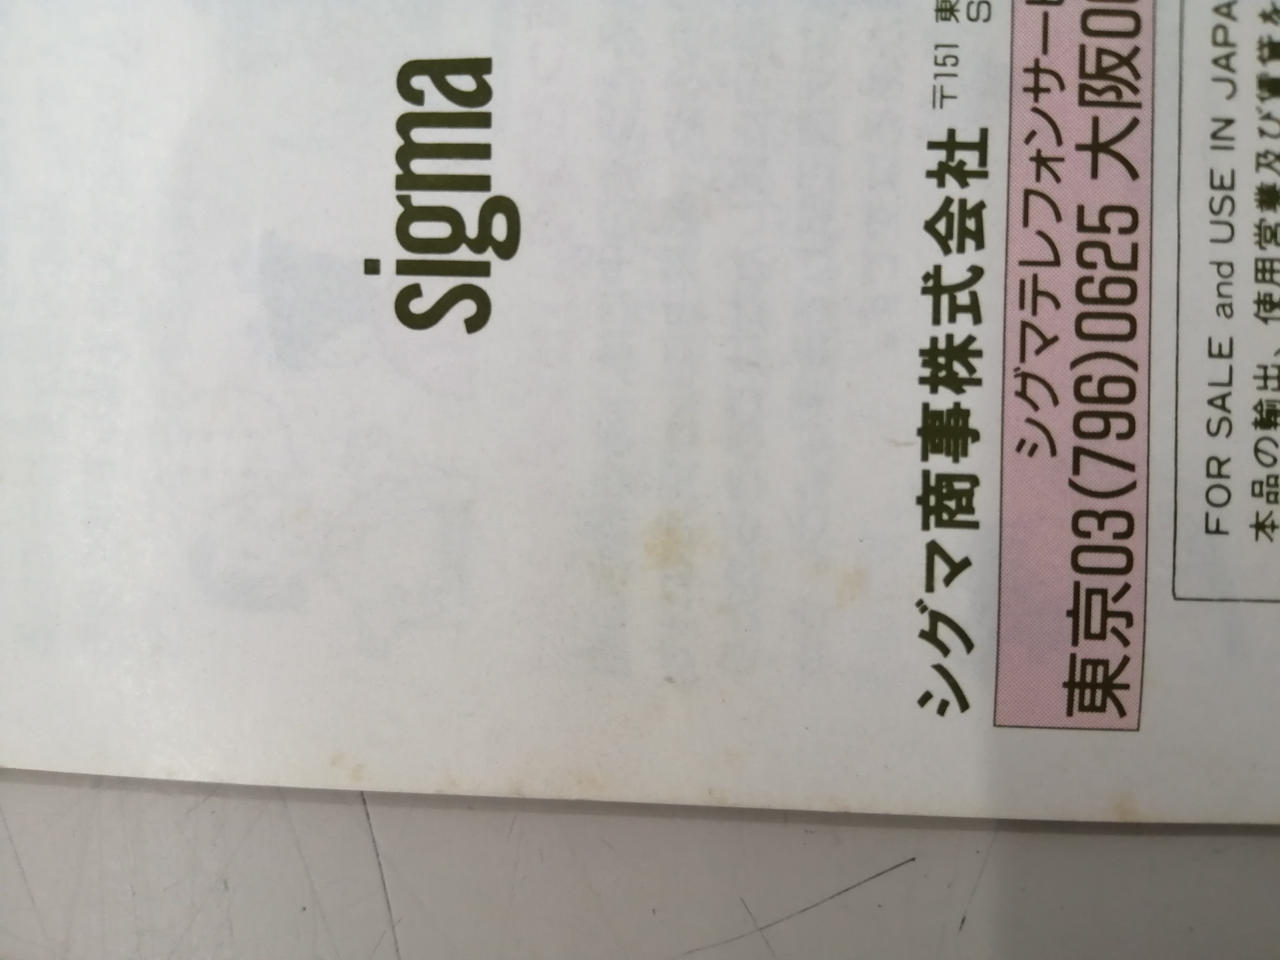 sigma
シグマ商事株式会社 〒151 東
シグマテレフォンサー
東京03(796)0625 大阪0
FOR SALE and USE IN JAPA
本品の輸出、使用営業及び賃貸を